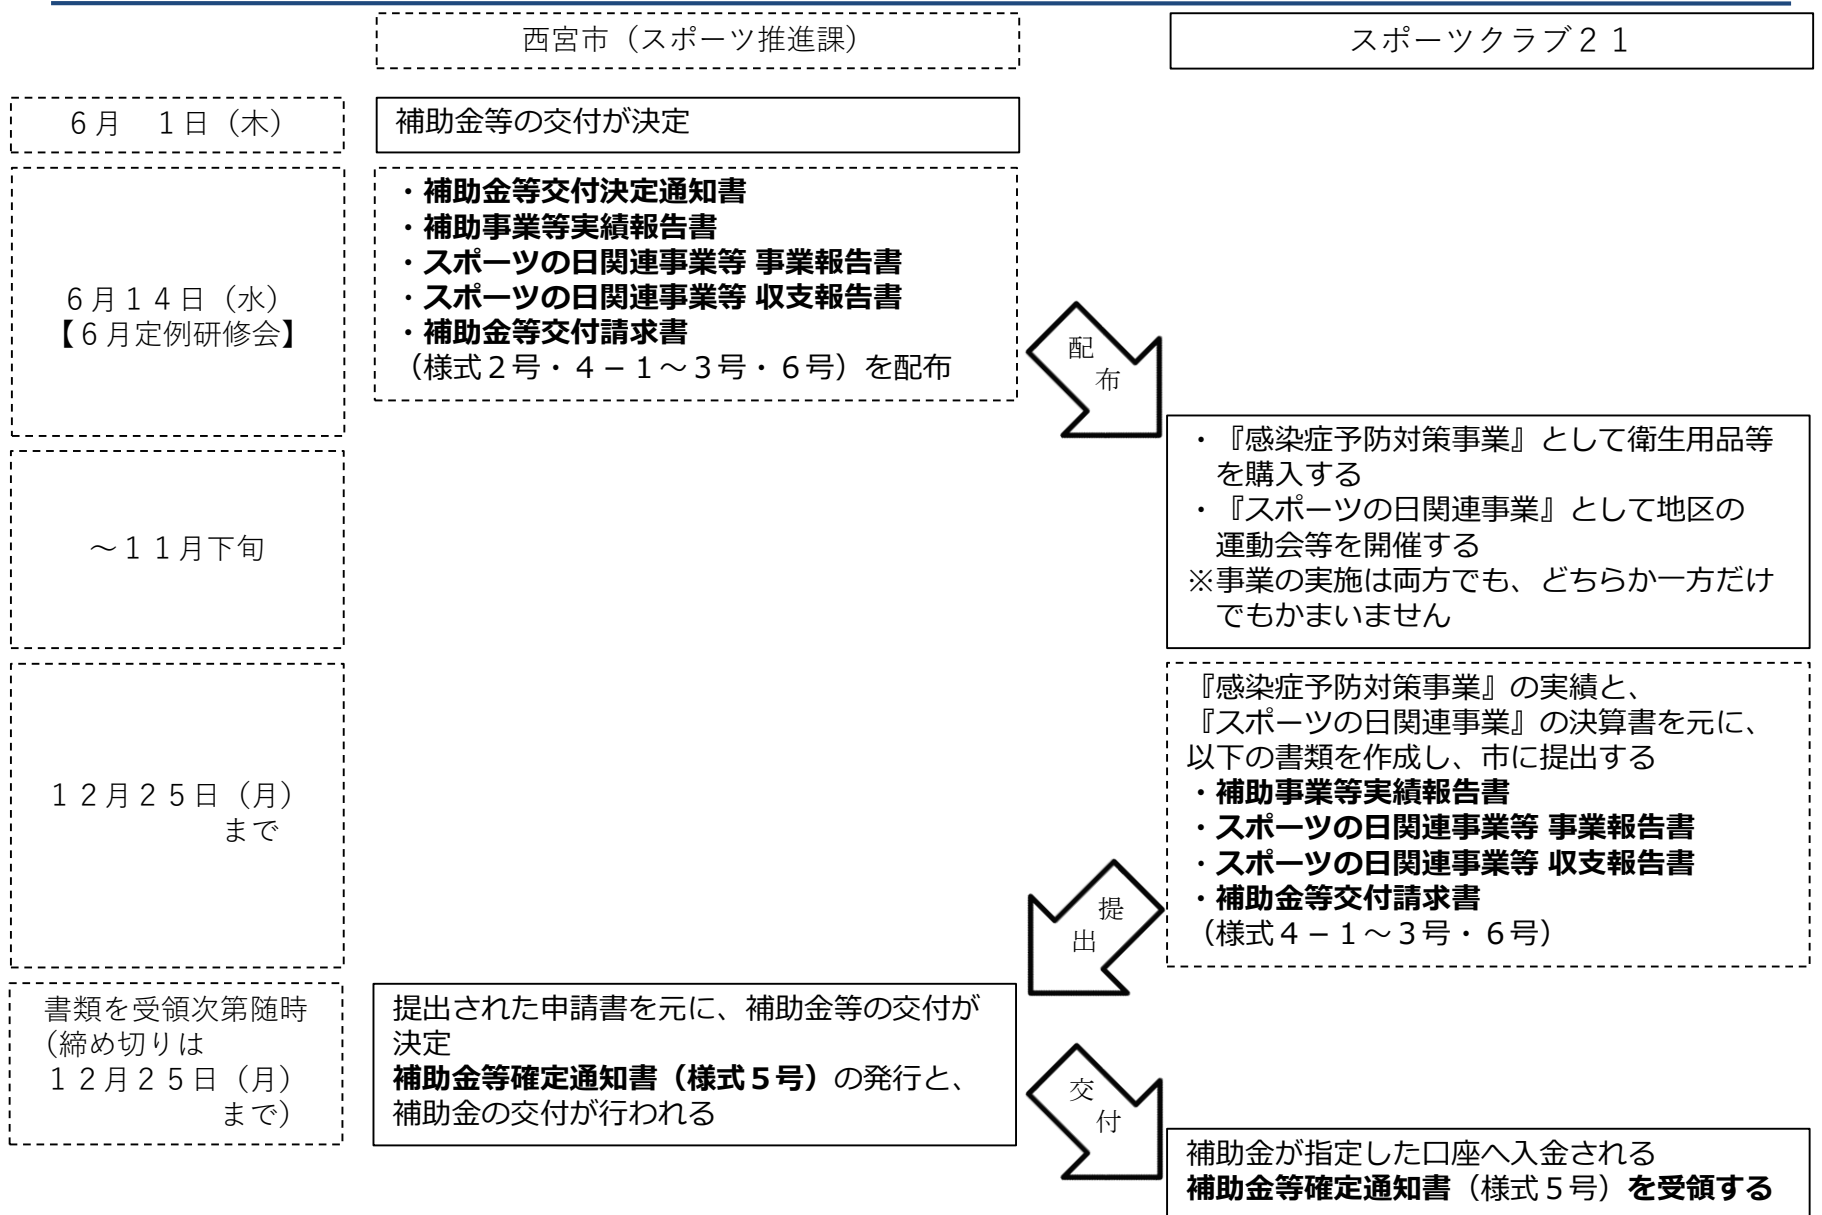 西宮市（スポーツ推進課）
スポーツクラブ２１
６月　１日（木）
補助金等の交付が決定
６月１４日（水）
【６月定例研修会】
・補助金等交付決定通知書
・補助事業等実績報告書
・スポーツの日関連事業等 事業報告書
・スポーツの日関連事業等 収支報告書
・補助金等交付請求書
（様式２号・４－１～３号・６号）を配布
配
布
～１１月下旬
・『感染症予防対策事業』として衛生用品等
を購入する
・『スポーツの日関連事業』として地区の
運動会等を開催する
※事業の実施は両方でも、どちらか一方だけ
でもかまいません
１２月２５日（月）
まで
『感染症予防対策事業』の実績と、
『スポーツの日関連事業』の決算書を元に、
以下の書類を作成し、市に提出する
・補助事業等実績報告書
・スポーツの日関連事業等 事業報告書
・スポーツの日関連事業等 収支報告書
・補助金等交付請求書
（様式４－１～３号・６号）
提
出
書類を受領次第随時
（締め切りは
１２月２５日（月）
まで）
提出された申請書を元に、補助金等の交付が
決定
補助金等確定通知書（様式５号）の発行と、
補助金の交付が行われる
交
付
補助金が指定した口座へ入金される
補助金等確定通知書（様式５号）を受領する